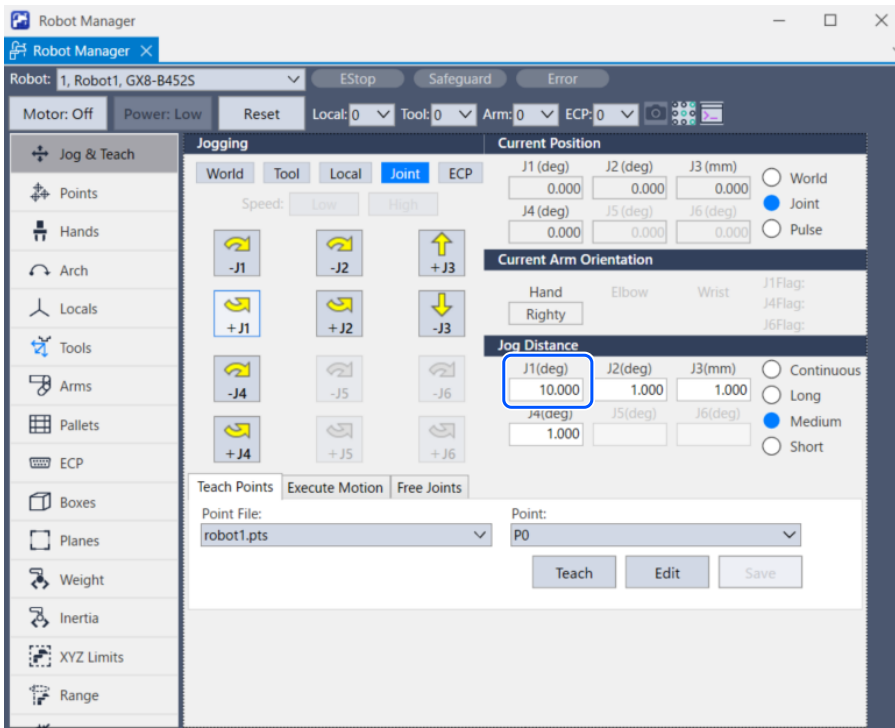 Robot Manager
Robot Manager
Robot: 1, Robot1, GX8-B452S EStop Safeguard Error
Motor: Off Power: Low Reset Local: 0 Tool: 0 Arm: 0 ECP: 0
Jog & Teach
Points
Hands
Arch
Locals
Tools
Arms
Pallets
ECP
Boxes
Planes
Weight
Inertia
XYZ Limits
Range
Jogging
World Tool Local Joint ECP
Speed: Low High
-J1 -J2 +J3
+J1 +J2 -J3
-J4 -J5 -J6
+J4 +J5 +J6
Current Position
J1 (deg) J2 (deg) J3 (mm)
0.000 0.000 0.000
J4 (deg) J5 (deg) J6 (deg)
0.000 0.000 0.000
World
Joint
Pulse
Current Arm Orientation
Hand Elbow Wrist
Righty
J1Flag:
J4Flag:
J6Flag:
Jog Distance
J1(deg) J2(deg) J3(mm)
10.000 1.000 1.000
J4(deg) J5(deg) J6(deg)
1.000
Continuous
Long
Medium
Short
Teach Points Execute Motion Free Joints
Point File: Point:
robot1.pts P0
Teach Edit Save